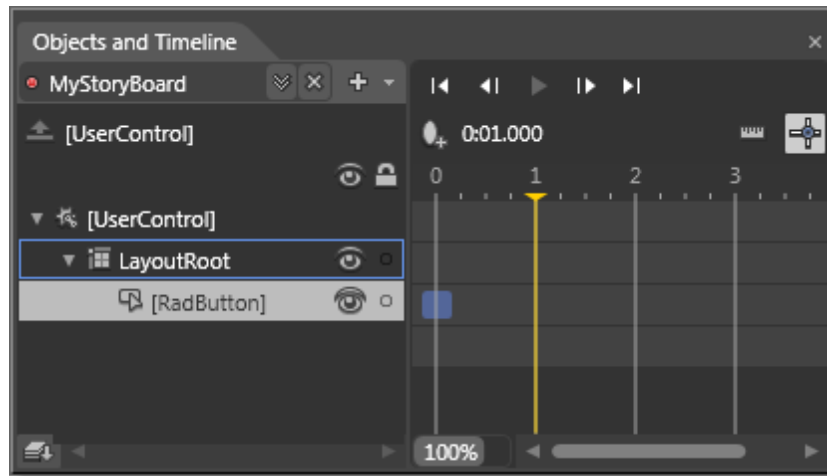 Objects and Timeline
MyStoryBoard
[UserControl]
0:01.000
0 1 2 3
[UserControl]
LayoutRoot
[RadButton]
100%